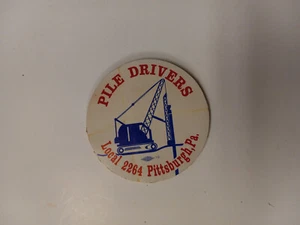 PILE DRIVERS
Local 2264 Pittsburgh, Pa.